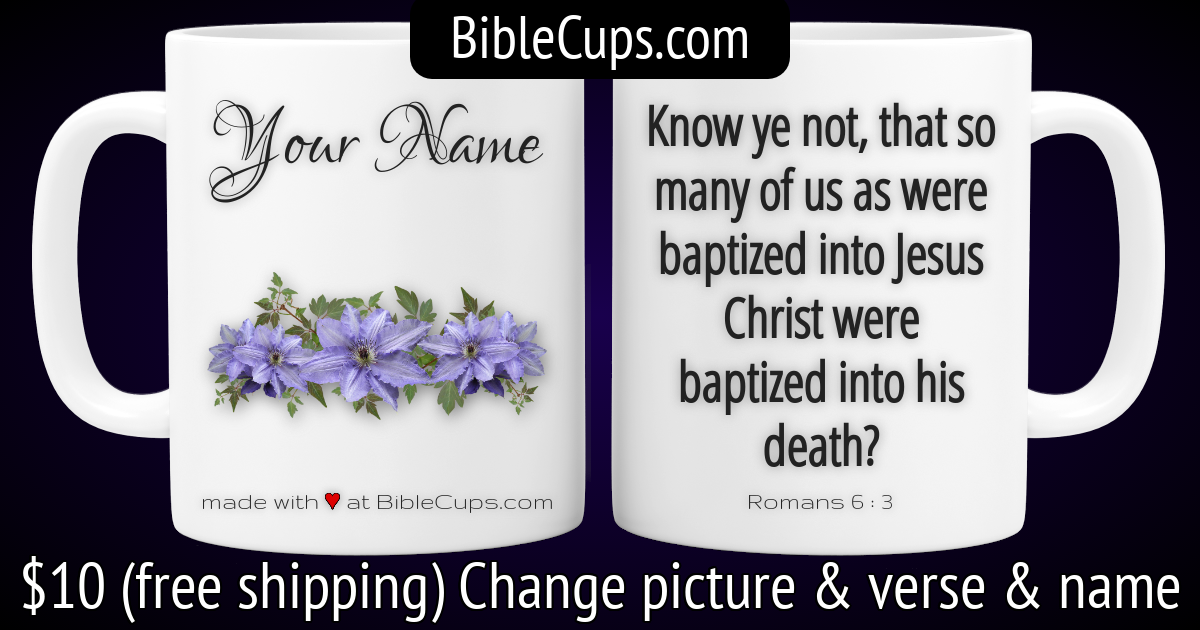 BibleCups.com
Your Name
made with ♥ at BibleCups.com
Know ye not, that so
many of us as were
baptized into Jesus
Christ were
baptized into his
death?
Romans 6 : 3
$10 (free shipping) Change picture & verse & name